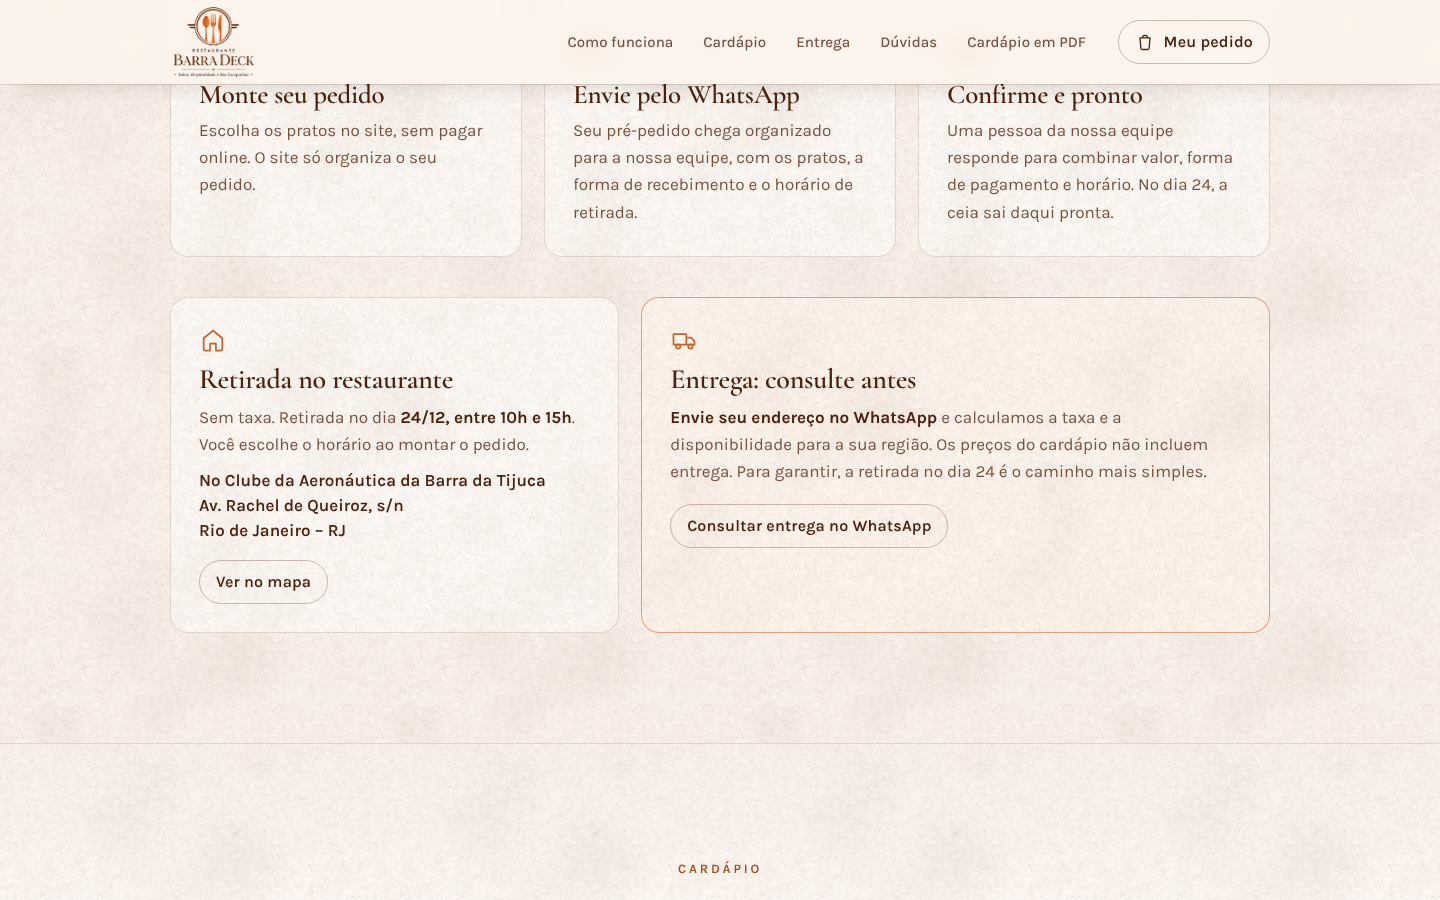 RESTAURANTE
BARRA DECK
Como funciona
Cardápio
Entrega
Dúvidas
Cardápio em PDF
Meu pedido
Monte seu pedido
Escolha os pratos no site, sem pagar
online. O site só organiza o seu
pedido.
Envie pelo WhatsApp
Seu pré-pedido chega organizado
para a nossa equipe, com os pratos, a
forma de recebimento e o horário de
retirada.
Confirme e pronto
Uma pessoa da nossa equipe
responde para combinar valor, forma
de pagamento e horário. No dia 24, a
ceia sai daqui pronta.
Retirada no restaurante
Sem taxa. Retirada no dia 24/12, entre 10h e 15h.
Você escolhe o horário ao montar o pedido.
No Clube da Aeronáutica da Barra da Tijuca
Av. Rachel de Queiroz, s/n
Rio de Janeiro – RJ
Ver no mapa
Entrega: consulte antes
Envie seu endereço no WhatsApp e calculamos a taxa e a
disponibilidade para a sua região. Os preços do cardápio não incluem
entrega. Para garantir, a retirada no dia 24 é o caminho mais simples.
Consultar entrega no WhatsApp
CARDÁPIO